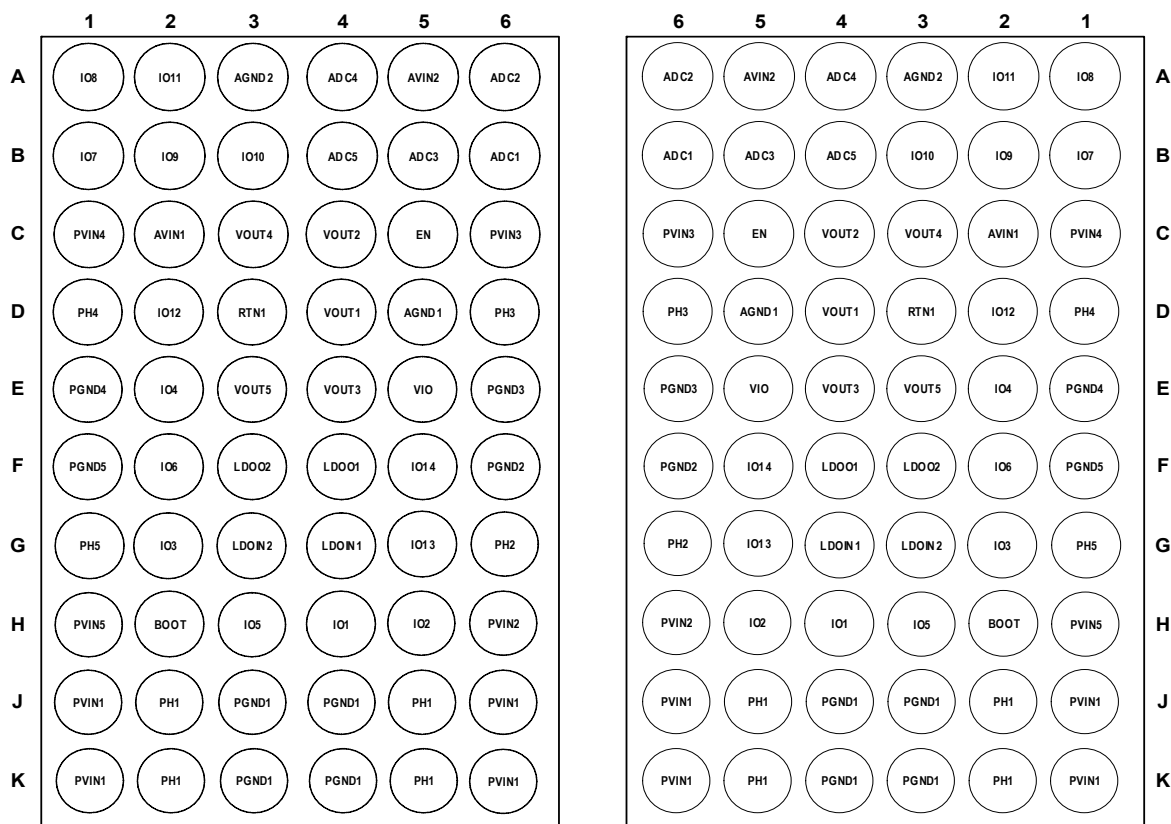 1 2 3 4 5 6
A IO8 IO11 AGND2 ADC4 AVIN2 ADC2
B IO7 IO9 IO10 ADC5 ADC3 ADC1
C PVIN4 AVIN1 VOUT4 VOUT2 EN PVIN3
D PH4 IO12 RTN1 VOUT1 AGND1 PH3
E PGND4 IO4 VOUT5 VOUT3 VIO PGND3
F PGND5 IO6 LDOO2 LDOO1 IO14 PGND2
G PH5 IO3 LDOIN2 LDOIN1 IO13 PH2
H PVIN5 BOOT IO5 IO1 IO2 PVIN2
J PVIN1 PH1 PGND1 PGND1 PH1 PVIN1
K PVIN1 PH1 PGND1 PGND1 PH1 PVIN1
6 5 4 3 2 1
ADC2 AVIN2 ADC4 AGND2 IO11 IO8 A
ADC1 ADC3 ADC5 IO10 IO9 IO7 B
PVIN3 EN VOUT2 VOUT4 AVIN1 PVIN4 C
PH3 AGND1 VOUT1 RTN1 IO12 PH4 D
PGND3 VIO VOUT3 VOUT5 IO4 PGND4 E
PGND2 IO14 LDOO1 LDOO2 IO6 PGND5 F
PH2 IO13 LDOIN1 LDOIN2 IO3 PH5 G
PVIN2 IO2 IO1 IO5 BOOT PVIN5 H
PVIN1 PH1 PGND1 PGND1 PH1 PVIN1 J
PVIN1 PH1 PGND1 PGND1 PH1 PVIN1 K